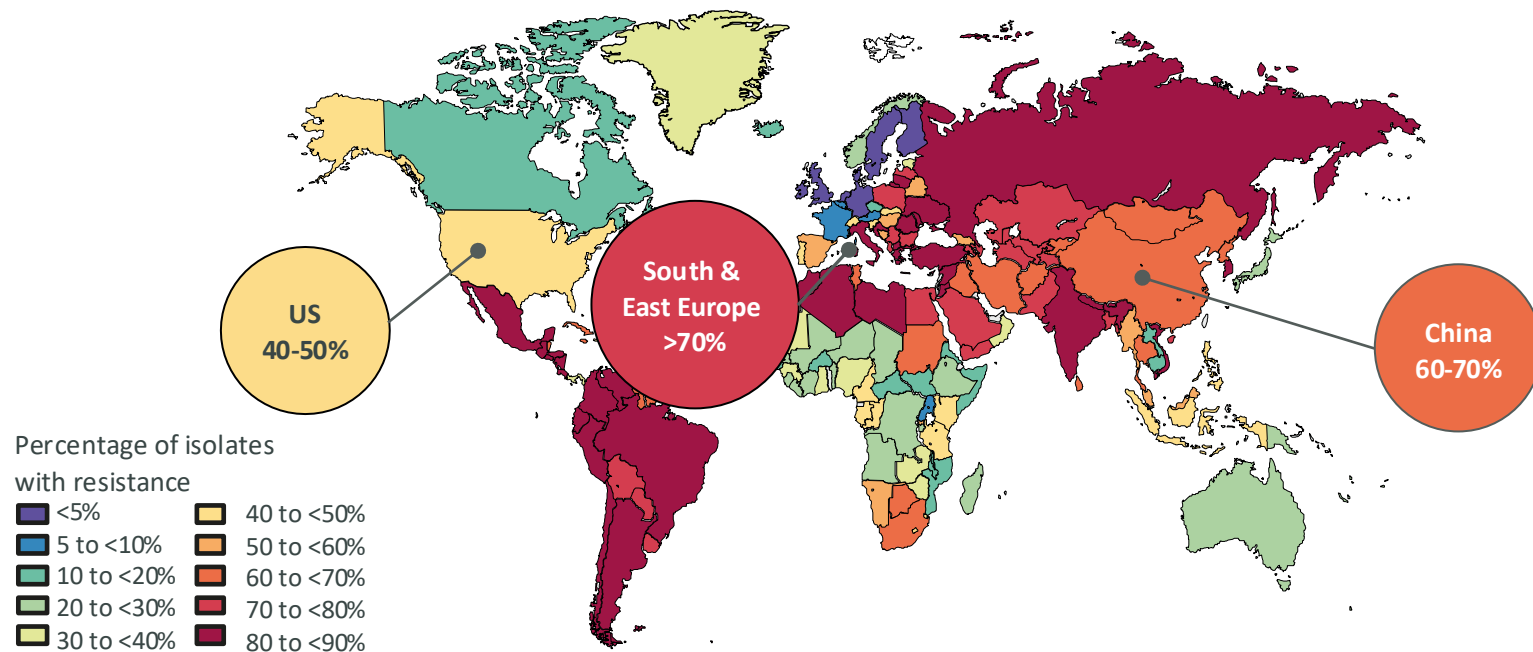 US
40-50%
South &
East Europe
>70%
China
60-70%
Percentage of isolates
with resistance
<5%
5 to <10%
10 to <20%
20 to <30%
30 to <40%
40 to <50%
50 to <60%
60 to <70%
70 to <80%
80 to <90%